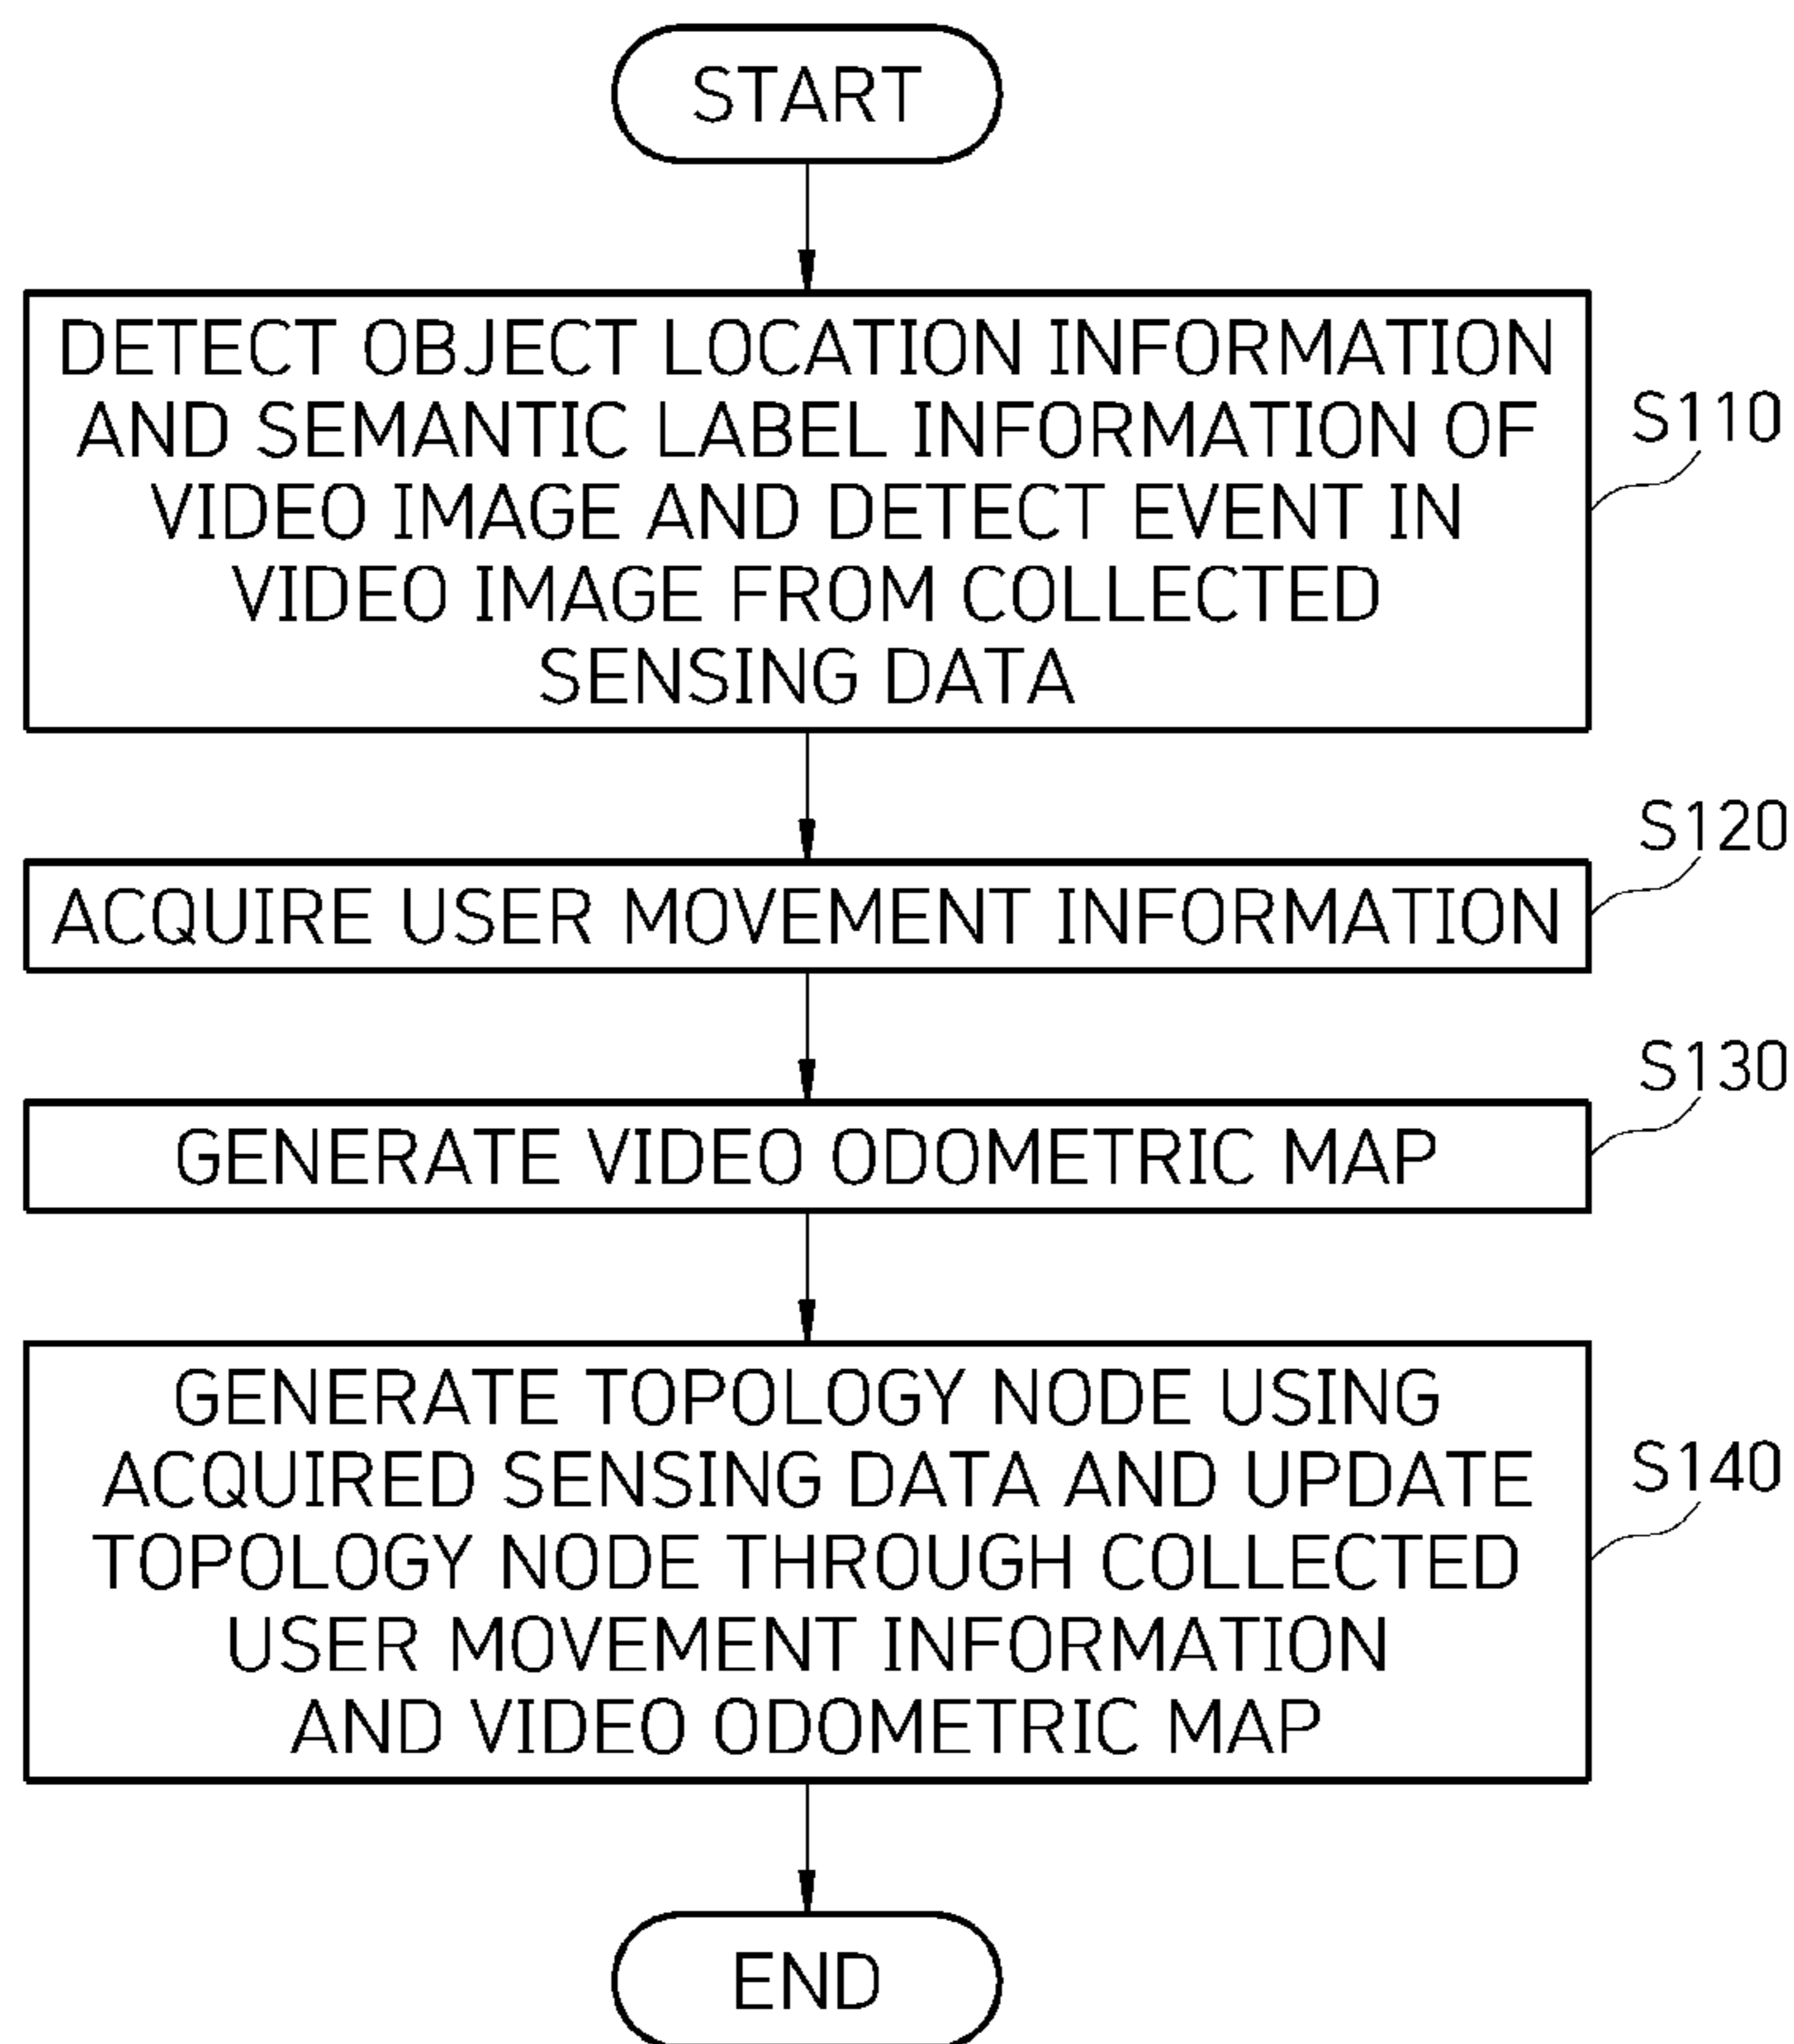 START
DETECT OBJECT LOCATION INFORMATION
AND SEMANTIC LABEL INFORMATION OF
VIDEO IMAGE AND DETECT EVENT IN
VIDEO IMAGE FROM COLLECTED
SENSING DATA
S110
S120
ACQUIRE USER MOVEMENT INFORMATION
S130
GENERATE VIDEO ODOMETRIC MAP
GENERATE TOPOLOGY NODE USING
ACQUIRED SENSING DATA AND UPDATE
TOPOLOGY NODE THROUGH COLLECTED
USER MOVEMENT INFORMATION
AND VIDEO ODOMETRIC MAP
S140
END